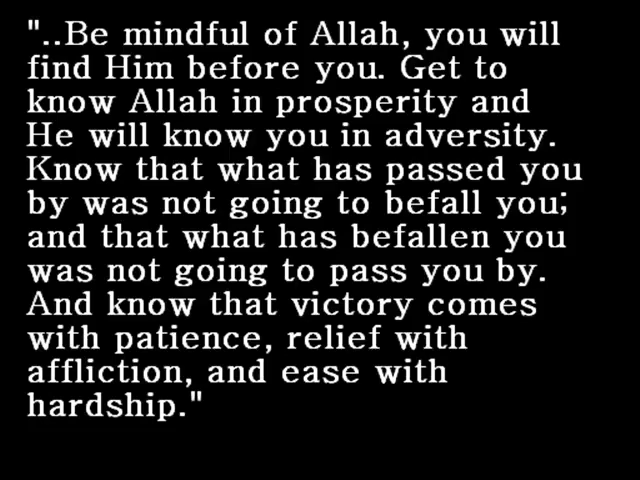 "..Be mindful of Allah, you will
find Him before you. Get to
know Allah in prosperity and
He will know you in adversity.
Know that what has passed you
by was not going to befall you;
and that what has befallen you
was not going to pass you by.
And know that victory comes
with patience, relief with
affliction, and ease with
hardship."